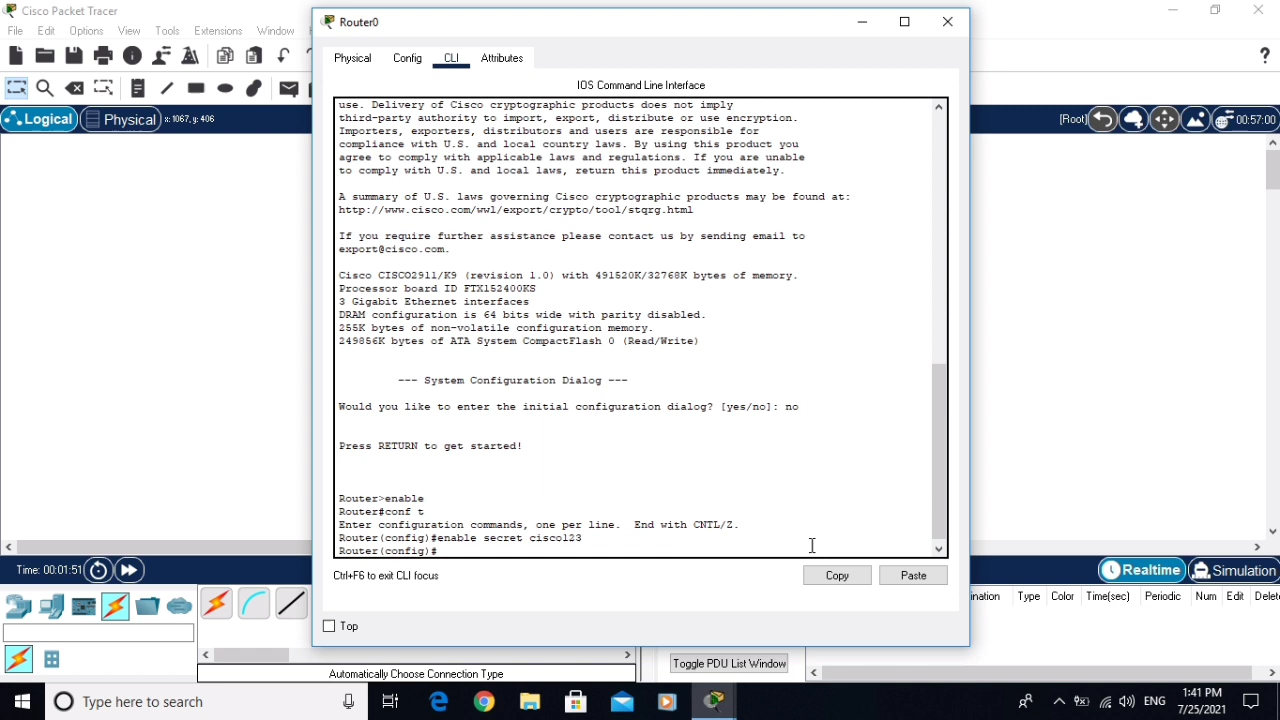 Cisco Packet Tracer
File Edit Options View Tools Extensions Window
Router0
Physical Config CLI Attributes
IOS Command Line Interface
Logical Physical x: 1067, y: 406
[Root] 00:57:00
use. Delivery of Cisco cryptographic products does not imply
third-party authority to import, export, distribute or use encryption.
Importers, exporters, distributors and users are responsible for
compliance with U.S. and local country laws. By using this product you
agree to comply with applicable laws and regulations. If you are unable
to comply with U.S. and local laws, return this product immediately.
A summary of U.S. laws governing Cisco cryptographic products may be found at:
http://www.cisco.com/wwl/export/crypto/tool/stqrg.html
If you require further assistance please contact us by sending email to
export@cisco.com.
Cisco CISCO2911/K9 (revision 1.0) with 491520K/32768K bytes of memory.
Processor board ID FTX152400KS
3 Gigabit Ethernet interfaces
DRAM configuration is 64 bits wide with parity disabled.
255K bytes of non-volatile configuration memory.
249856K bytes of ATA System CompactFlash 0 (Read/Write)
--- System Configuration Dialog ---
Would you like to enter the initial configuration dialog? [yes/no]: no
Press RETURN to get started!
Router>enable
Router#conf t
Enter configuration commands, one per line. End with CNTL/Z.
Router(config)#enable secret cisco123
Router(config)#
Ctrl+F6 to exit CLI focus
Copy Paste
Top
Time: 00:01:51
Realtime Simulation
ination Type Color Time(sec) Periodic Num Edit Delete
Automatically Choose Connection Type
Toggle PDU List Window
Type here to search
ENG
1:41 PM
7/25/2021